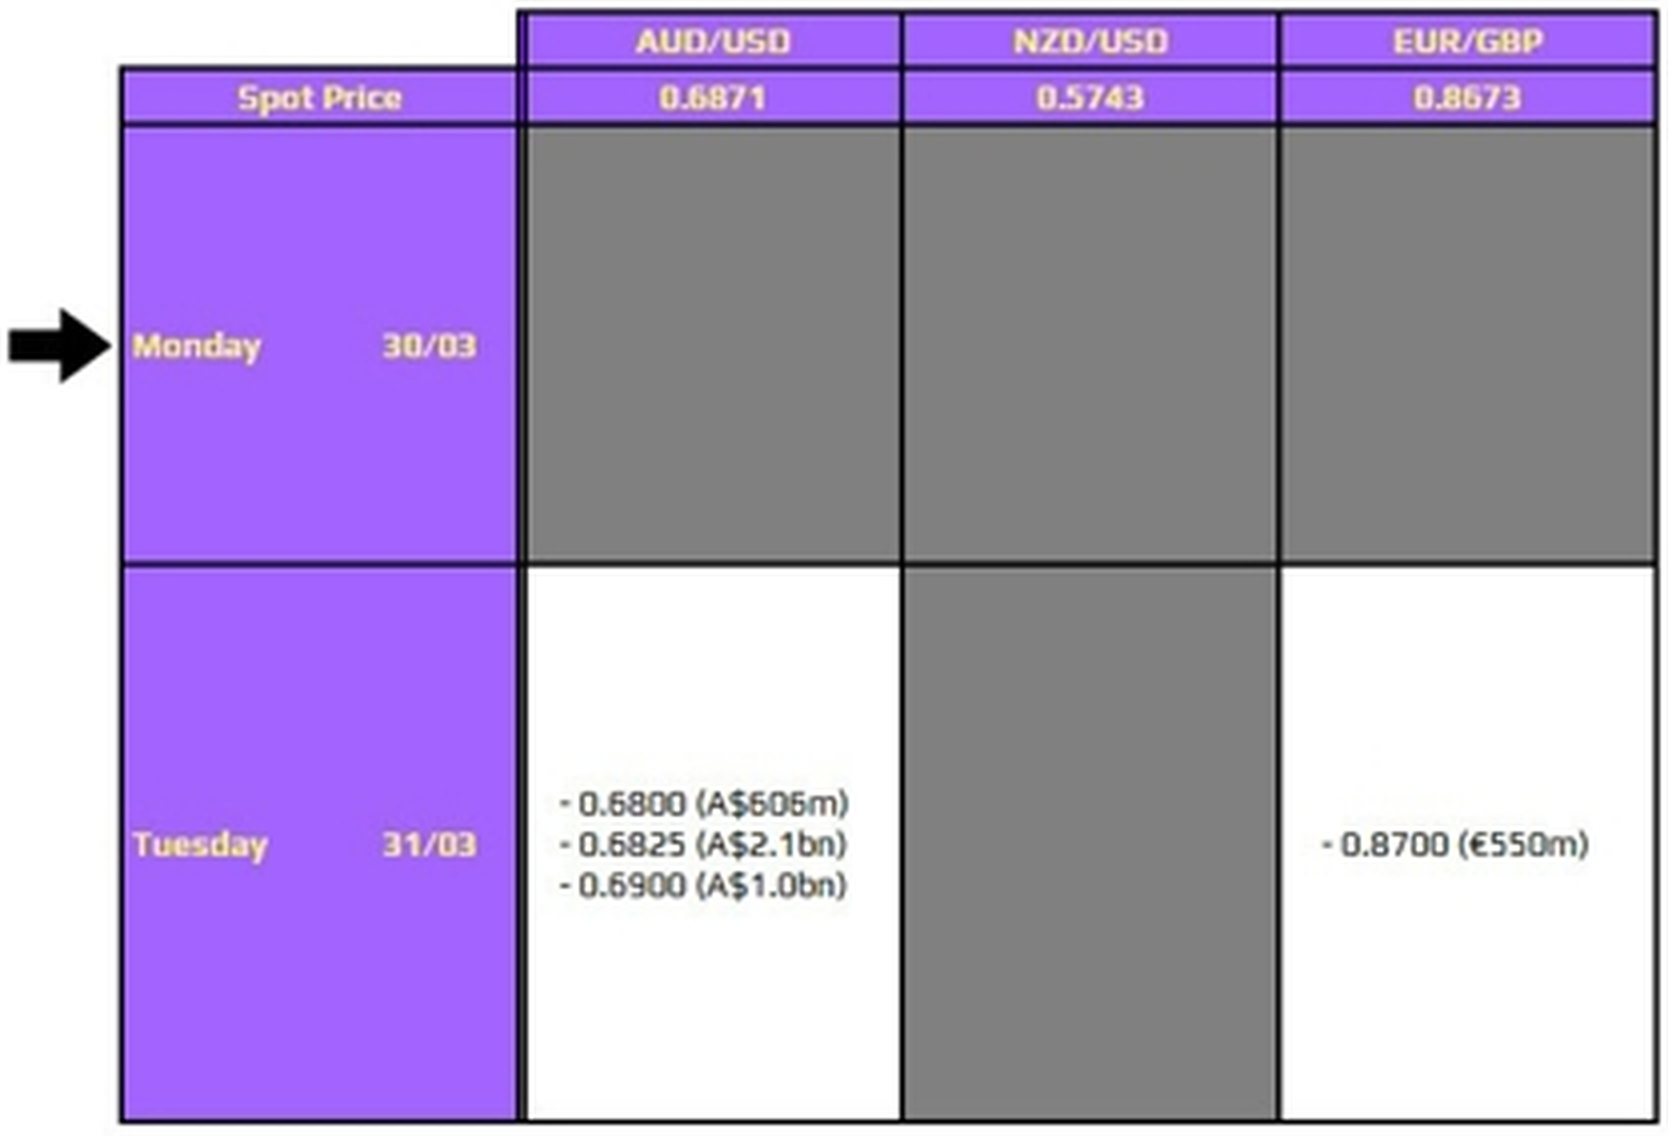 AUD/USD NZD/USD EUR/GBP
Spot Price 0.6871 0.5743 0.8673
Monday 30/03
Tuesday 31/03
- 0.6800 (A$606m)
- 0.6825 (A$2.1bn)
- 0.6900 (A$1.0bn)
- 0.8700 (€550m)